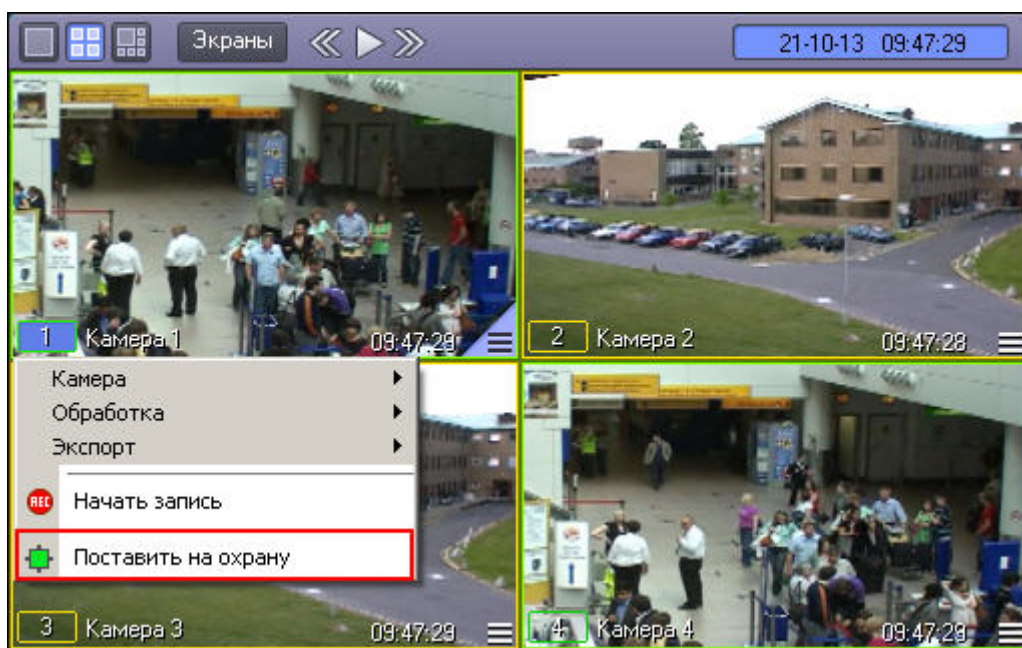 Экраны
21-10-13 09:47:29
1 Камера 1 09:47:29
2 Камера 2 09:47:28
Камера
Обработка
Экспорт
REC Начать запись
Поставить на охрану
3 Камера 3 09:47:29
4 Камера 4 09:47:29